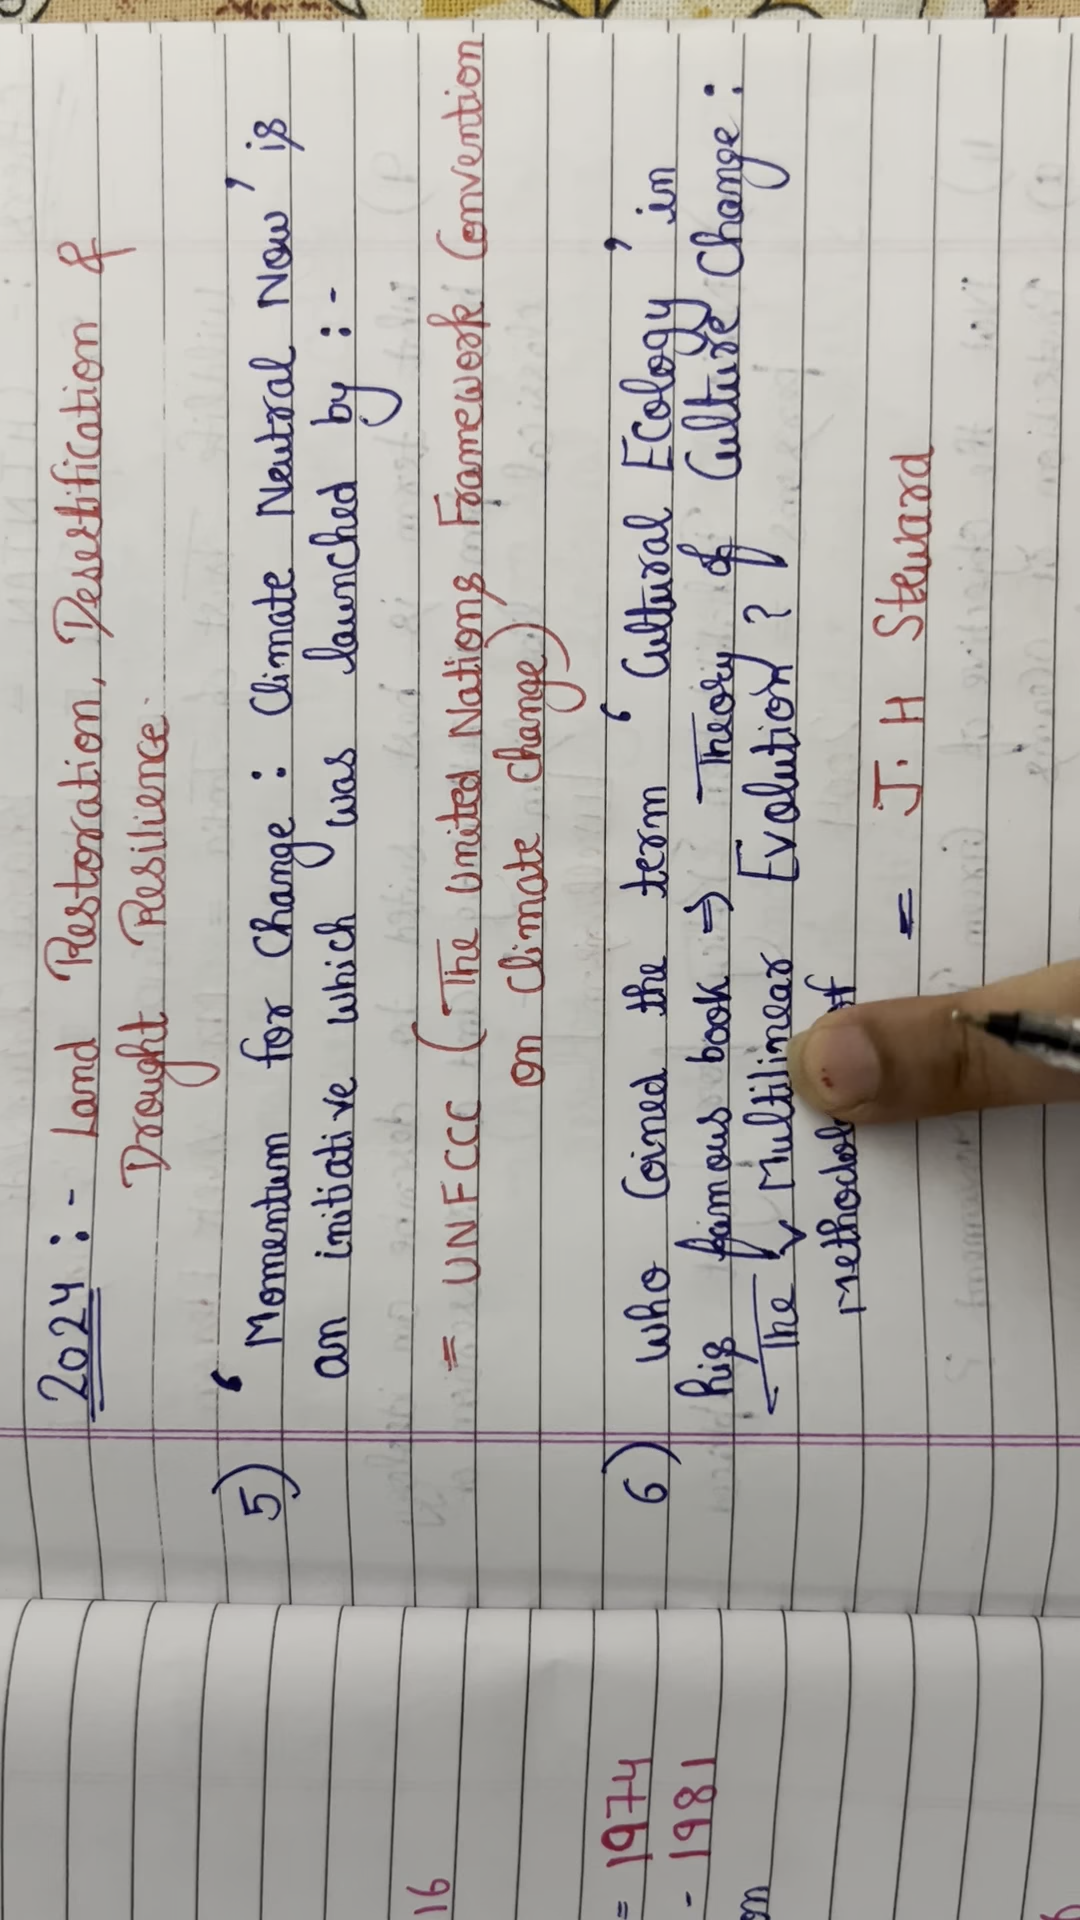 2024 :- Land Restoration, Desertification &
Drought Resilience.
5) ‘Momentum for Change : Climate Neutral Now’ is
an initiative which was launched by :-
= UNFCCC (The United Nations Framework Convention
on Climate Change)
6) Who Coined the term ‘Cultural Ecology’ in
his famous book ⇒ Theory of Culture Change :
The Multilinear Evolution ?
methodol of
= J. H Steward
16
= 1974
- 1981